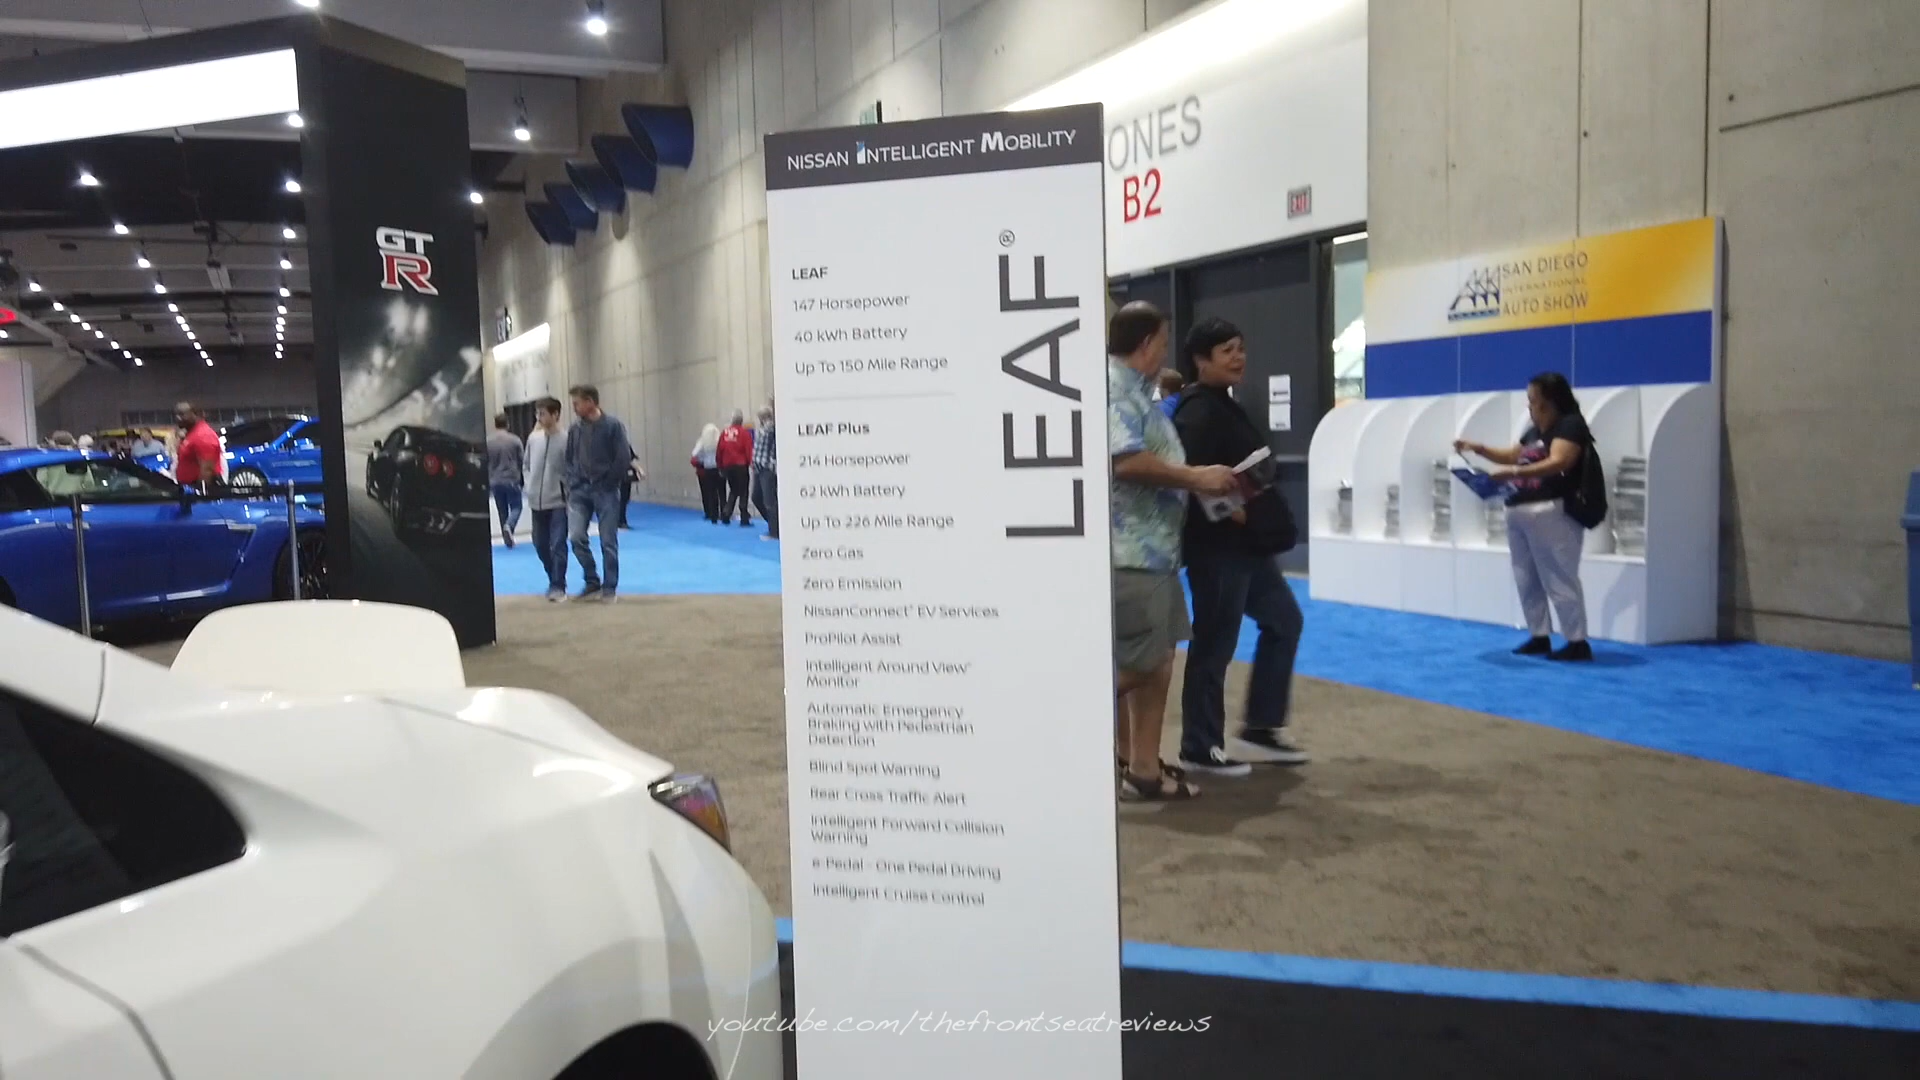 NISSAN INTELLIGENT MOBILITY
LEAF®
LEAF
147 Horsepower
40 kWh Battery
Up To 150 Mile Range
LEAF Plus
214 Horsepower
62 kWh Battery
Up To 226 Mile Range
Zero Gas
Zero Emission
NissanConnect® EV Services
ProPilot Assist
Intelligent Around View®
Monitor
Automatic Emergency
Braking with Pedestrian
Detection
Blind Spot Warning
Rear Cross Traffic Alert
Intelligent Forward Collision
Warning
e-Pedal - One Pedal Driving
Intelligent Cruise Control
GT
R
ONES
B2
EXIT
SAN DIEGO
INTERNATIONAL
AUTO SHOW
youtube.com/thefrontseatreviews